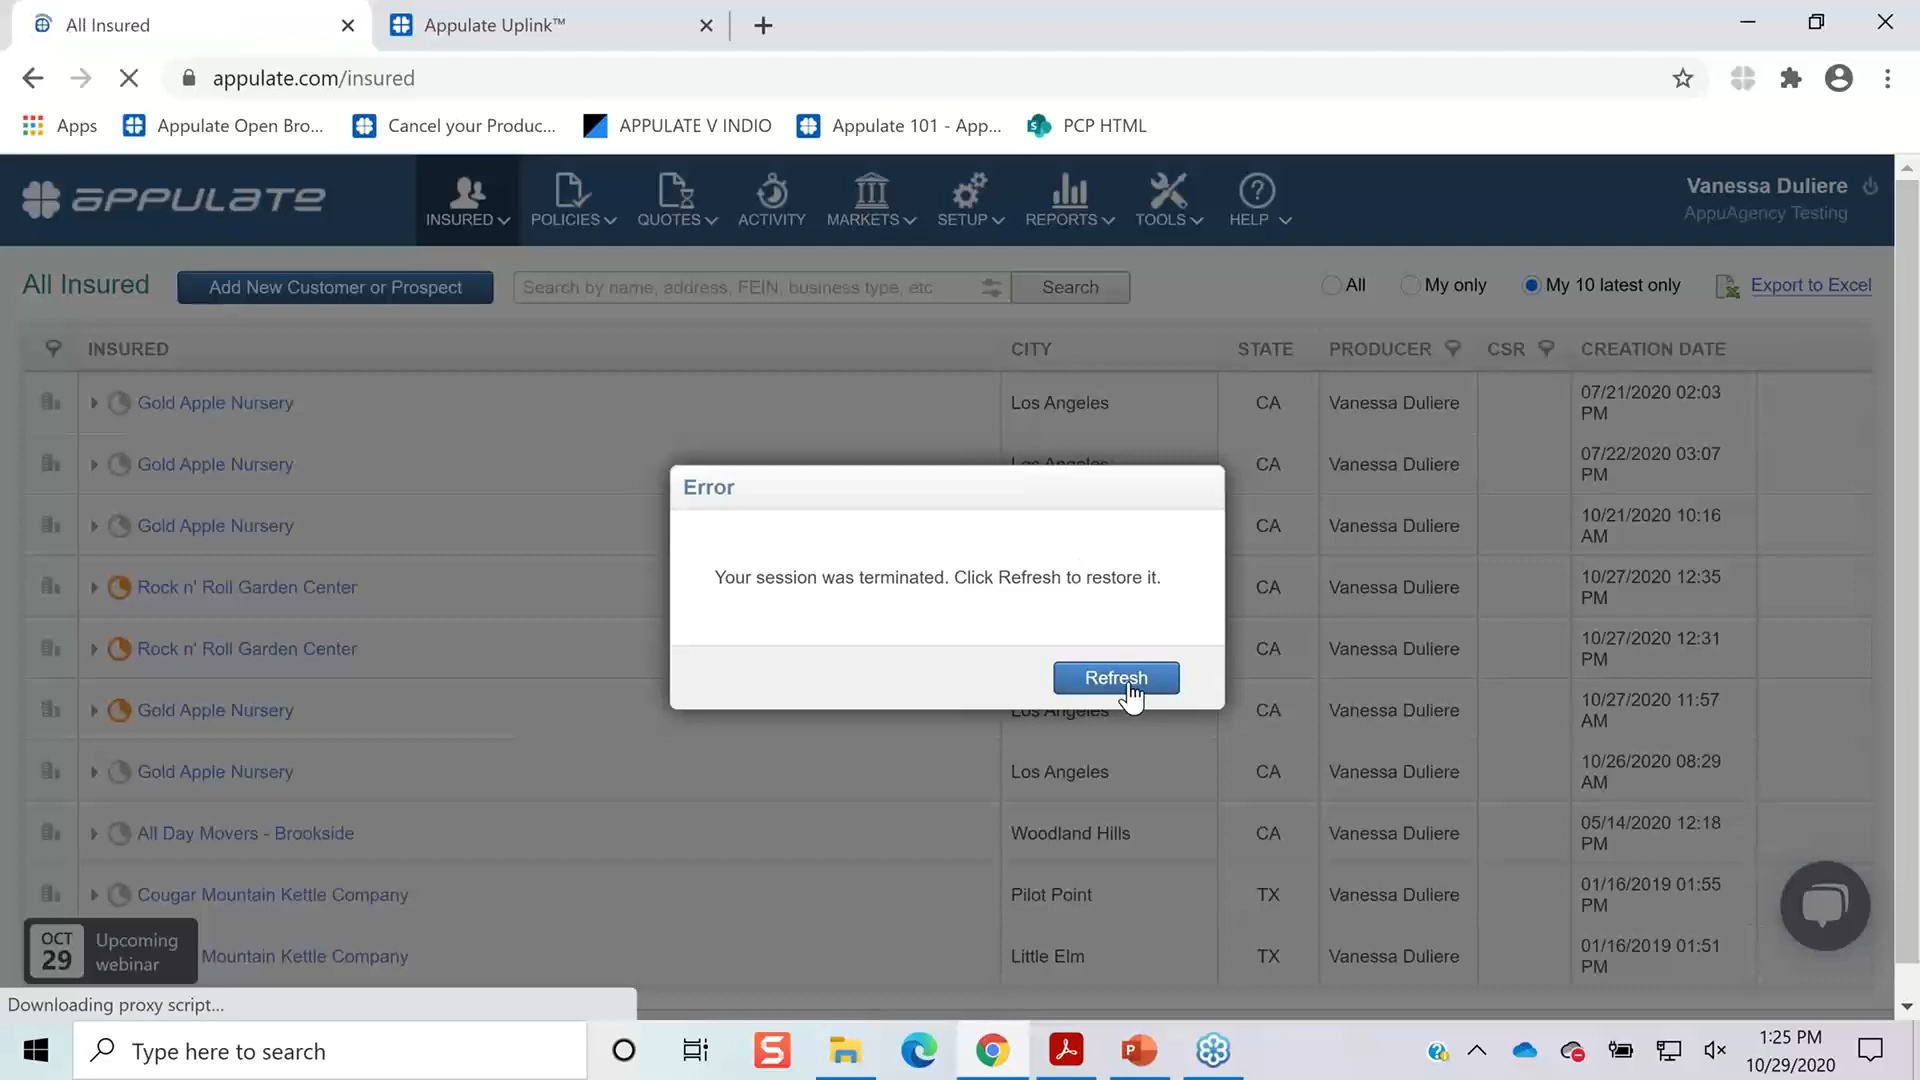 All Insured
Appulate Uplink™
appulate.com/insured
Apps
Appulate Open Bro...
Cancel your Produc...
APPULATE V INDIO
Appulate 101 - App...
PCP HTML
APPULATE
INSURED
POLICIES
QUOTES
ACTIVITY
MARKETS
SETUP
REPORTS
TOOLS
HELP
Vanessa Duliere
AppuAgency Testing
All Insured
Add New Customer or Prospect
Search by name, address, FEIN, business type, etc
Search
All
My only
My 10 latest only
Export to Excel
INSURED CITY STATE PRODUCER CSR CREATION DATE
Gold Apple Nursery Los Angeles CA Vanessa Duliere 07/21/2020 02:03
PM
Gold Apple Nursery Los Angeles CA Vanessa Duliere 07/22/2020 03:07
PM
Gold Apple Nursery CA Vanessa Duliere 10/21/2020 10:16
AM
Rock n' Roll Garden Center CA Vanessa Duliere 10/27/2020 12:35
PM
Rock n' Roll Garden Center CA Vanessa Duliere 10/27/2020 12:31
PM
Gold Apple Nursery Los Angeles CA Vanessa Duliere 10/27/2020 11:57
AM
Gold Apple Nursery Los Angeles CA Vanessa Duliere 10/26/2020 08:29
AM
All Day Movers - Brookside Woodland Hills CA Vanessa Duliere 05/14/2020 12:18
PM
Cougar Mountain Kettle Company Pilot Point TX Vanessa Duliere 01/16/2019 01:55
PM
Mountain Kettle Company Little Elm TX Vanessa Duliere 01/16/2019 01:51
PM
Error
Your session was terminated. Click Refresh to restore it.
Refresh
OCT
29
Upcoming
webinar
Downloading proxy script...
Type here to search
1:25 PM
10/29/2020